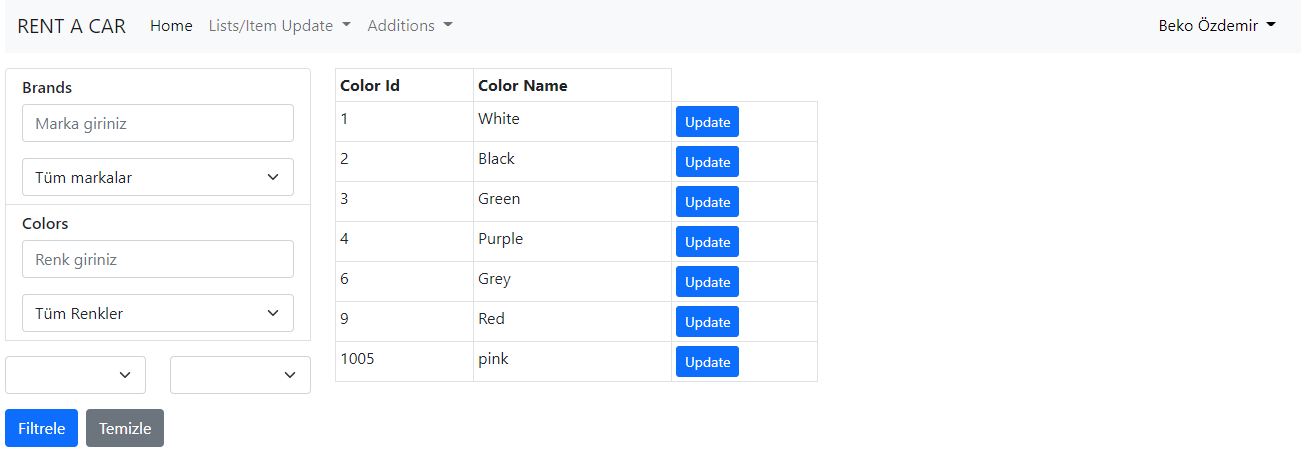 RENT A CAR Home Lists/Item Update Additions Beko Özdemir
Brands
Marka giriniz
Tüm markalar
Colors
Renk giriniz
Tüm Renkler
Filtrele Temizle
Color Id Color Name
1 White Update
2 Black Update
3 Green Update
4 Purple Update
6 Grey Update
9 Red Update
1005 pink Update